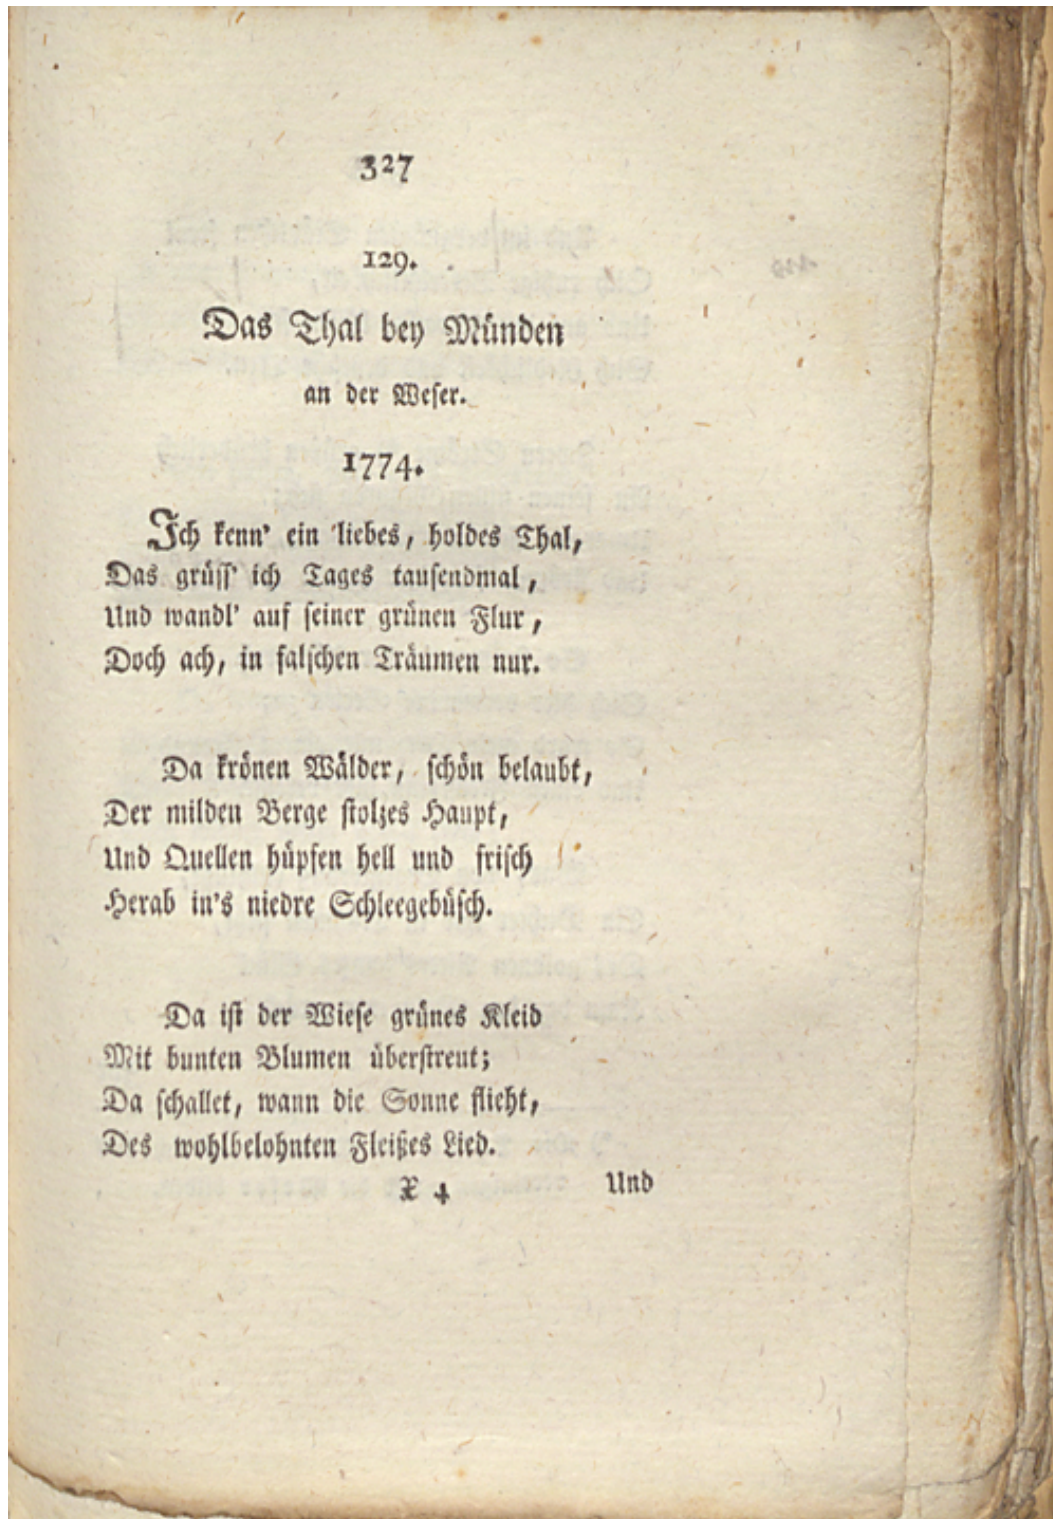 327
129.
Das Thal bey Münden
an der Weser.
1774.
Ich kenn' ein liebes, holdes Thal,
Das grüss' ich Tages tausendmal,
Und wandl' auf seiner grünen Flur,
Doch ach, in falschen Träumen nur.
Da krönen Wälder, schön belaubt,
Der milden Berge stolzes Haupt,
Und Quellen hüpfen hell und frisch
Herab in's niedre Schleegebüsch.
Da ist der Wiese grünes Kleid
Mit bunten Blumen überstreut;
Da schallet, wann die Sonne flieht,
Des wohlbelohnten Fleißes Lied.
X 4 Und